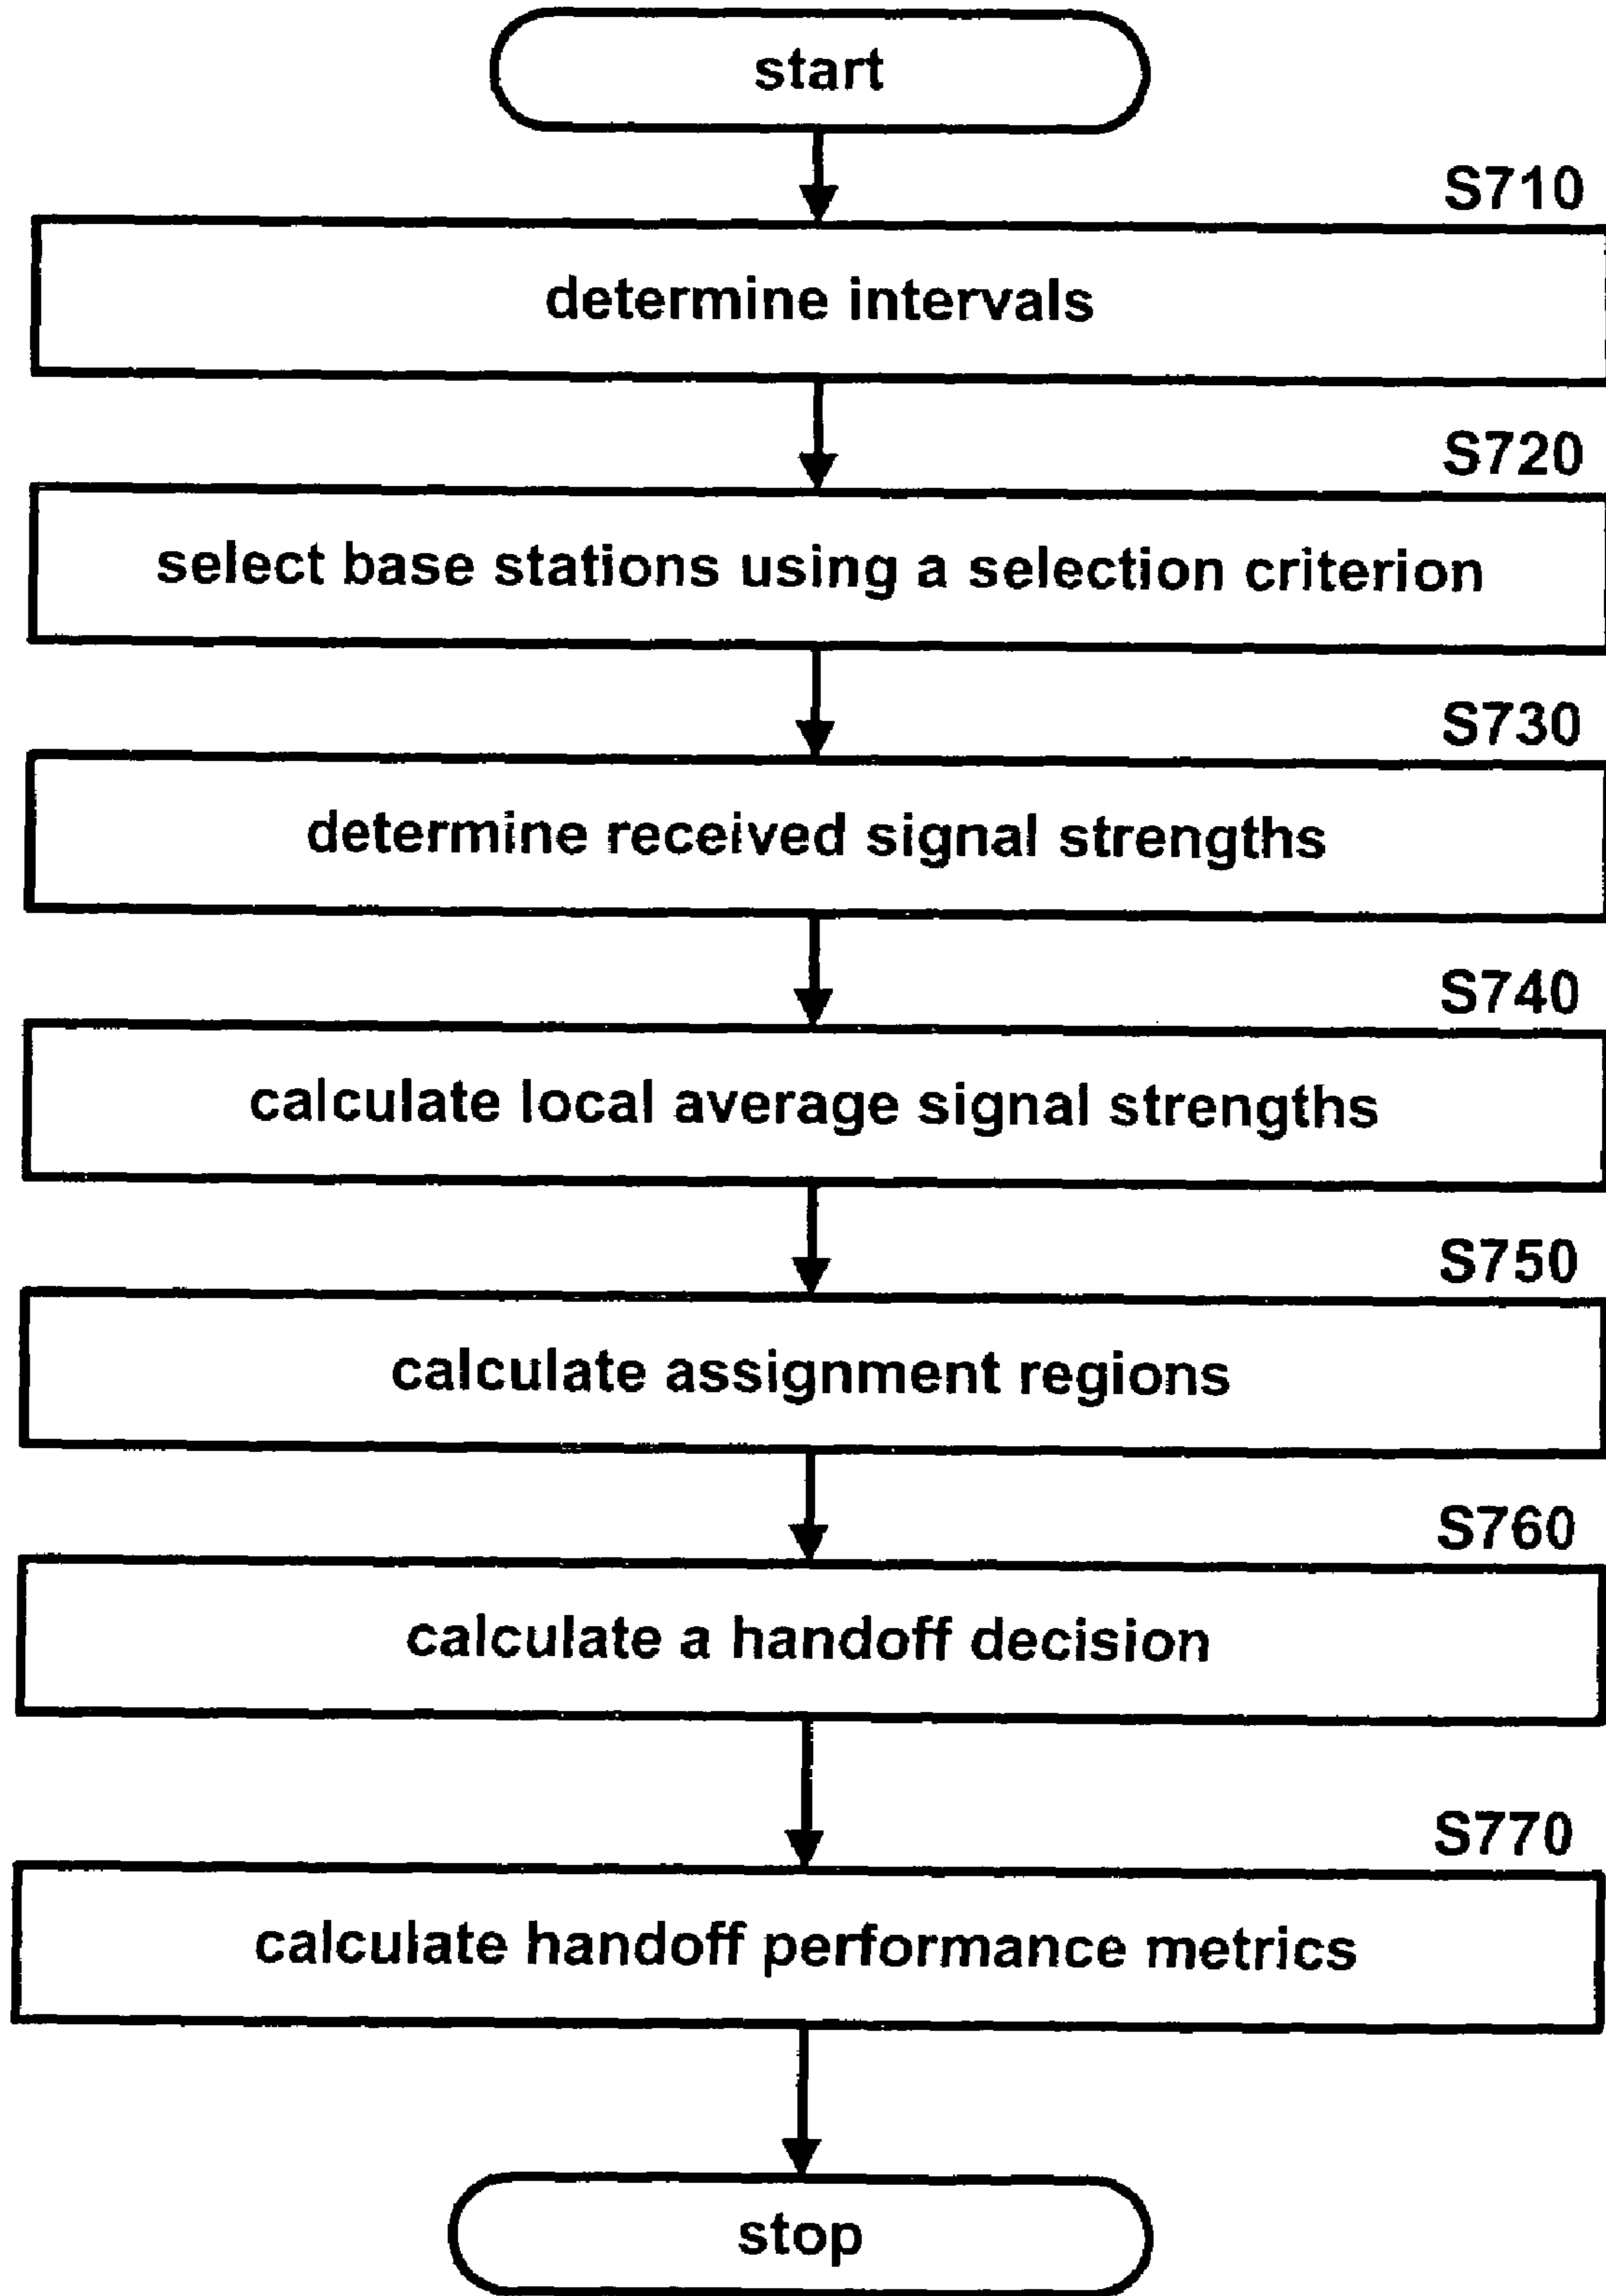 start
S710
determine intervals
S720
select base stations using a selection criterion
S730
determine received signal strengths
S740
calculate local average signal strengths
S750
calculate assignment regions
S760
calculate a handoff decision
S770
calculate handoff performance metrics
stop